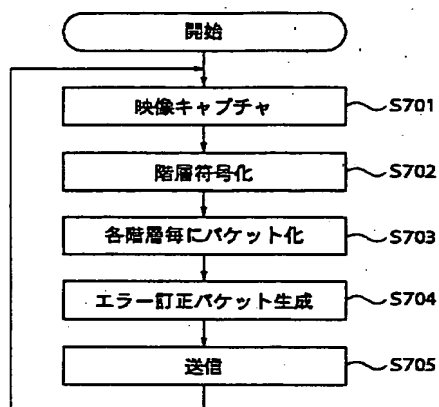 開始
映像キャプチャ S701
階層符号化 S702
各階層毎にパケット化 S703
エラー訂正パケット生成 S704
送信 S705